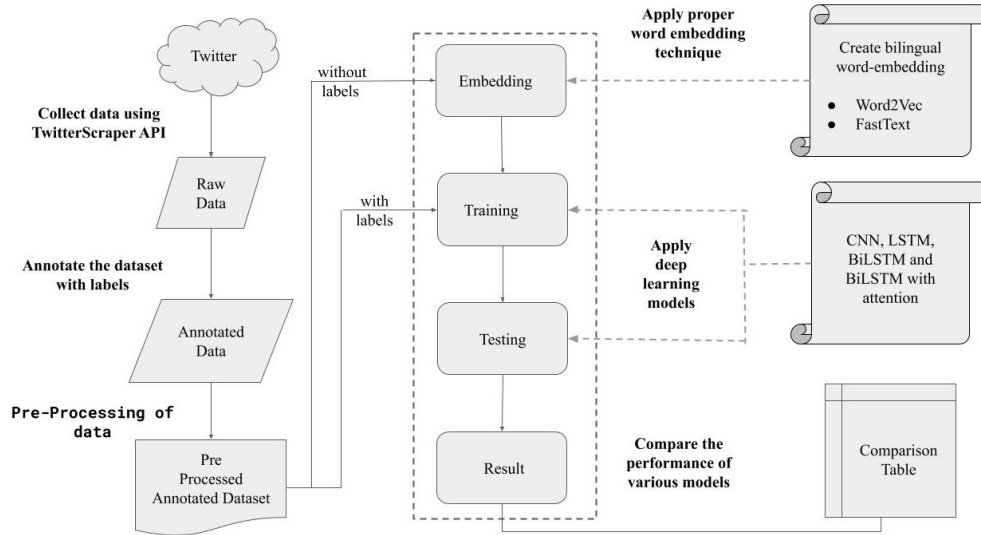 Twitter
Collect data using
TwitterScraper API
Raw
Data
Annotate the dataset
with labels
Annotated
Data
Pre-Processing of
data
Pre
Processed
Annotated Dataset
without
labels
with
labels
Embedding
Training
Testing
Result
Apply proper
word embedding
technique
Apply
deep
learning
models
Compare the
performance of
various models
Create bilingual
word-embedding
● Word2Vec
● FastText
CNN, LSTM,
BiLSTM and
BiLSTM with
attention
Comparison
Table